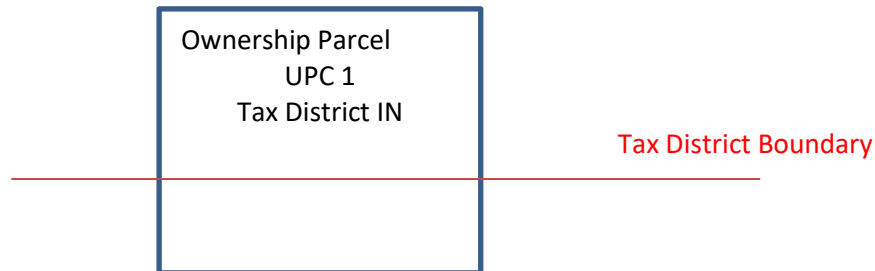 Ownership Parcel
UPC 1
Tax District IN
Tax District Boundary